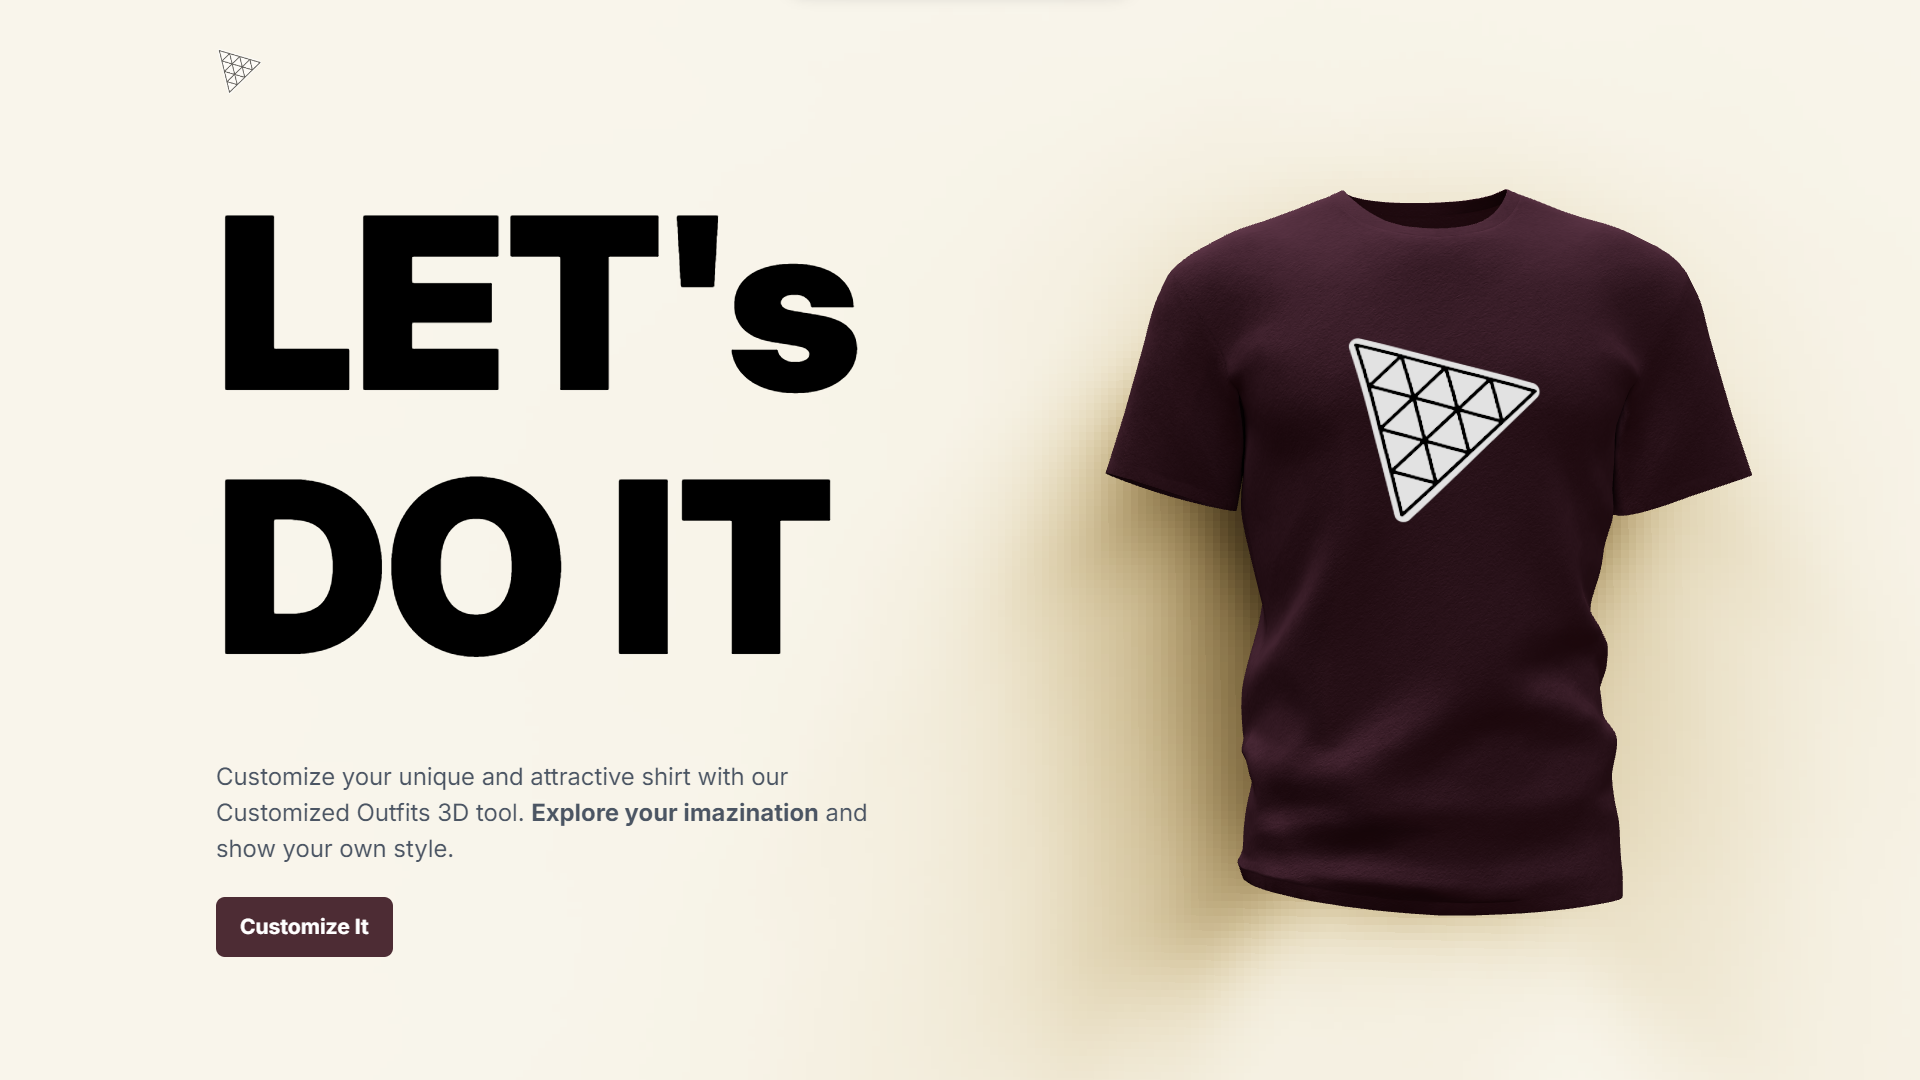 LET's
DO IT
Customize your unique and attractive shirt with our
Customized Outfits 3D tool. Explore your imazination and
show your own style.
Customize It